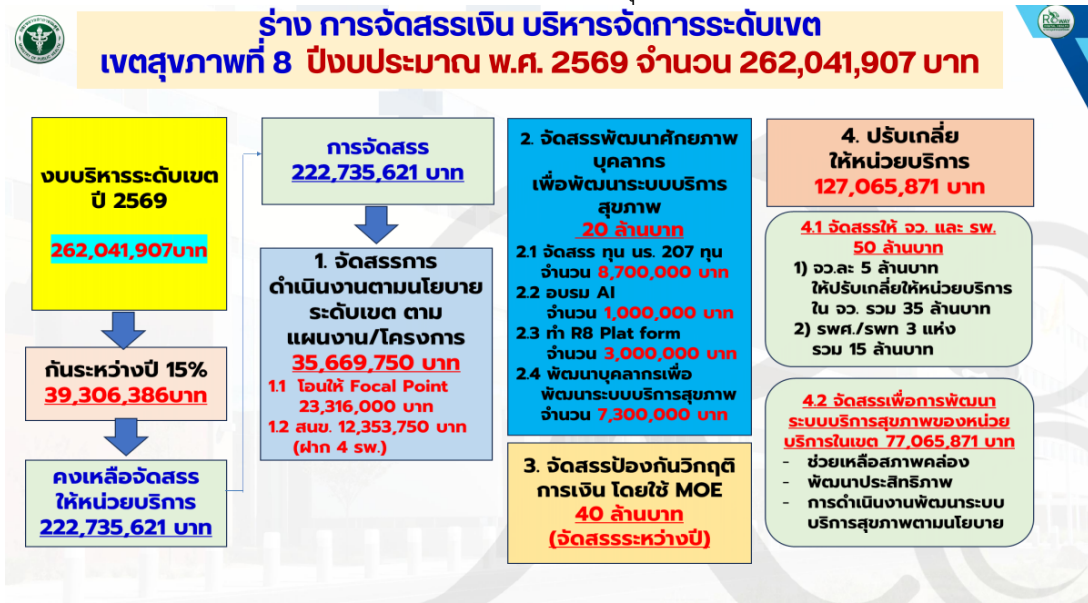 ร่าง การจัดสรรเงิน บริหารจัดการระดับเขต
เขตสุขภาพที่ 8 ปีงบประมาณ พ.ศ. 2569 จำนวน 262,041,907 บาท
งบบริหารระดับเขต
ปี 2569
262,041,907บาท
กันระหว่างปี 15%
39,306,386บาท
คงเหลือจัดสรร
ให้หน่วยบริการ
222,735,621 บาท
การจัดสรร
222,735,621 บาท
1. จัดสรรการ
ดำเนินงานตามนโยบาย
ระดับเขต ตาม
แผนงาน/โครงการ
35,669,750 บาท
1.1 โอนให้ Focal Point
23,316,000 บาท
1.2 สนข. 12,353,750 บาท
(ฝาก 4 รพ.)
2. จัดสรรพัฒนาศักยภาพ
บุคลากร
เพื่อพัฒนาระบบบริการ
สุขภาพ
20 ล้านบาท
2.1 จัดสรร ทุน นร. 207 ทุน
จำนวน 8,700,000 บาท
2.2 อบรม AI
จำนวน 1,000,000 บาท
2.3 ทำ R8 Plat form
จำนวน 3,000,000 บาท
2.4 พัฒนาบุคลากรเพื่อ
พัฒนาระบบบริการสุขภาพ
จำนวน 7,300,000 บาท
3. จัดสรรป้องกันวิกฤติ
การเงิน โดยใช้ MOE
40 ล้านบาท
(จัดสรรระหว่างปี)
4. ปรับเกลี่ย
ให้หน่วยบริการ
127,065,871 บาท
4.1 จัดสรรให้ จว. และ รพ.
50 ล้านบาท
1) จว.ละ 5 ล้านบาท
ให้ปรับเกลี่ยให้หน่วยบริการ
ใน จว. รวม 35 ล้านบาท
2) รพศ./รพท 3 แห่ง
รวม 15 ล้านบาท
4.2 จัดสรรเพื่อการพัฒนา
ระบบบริการสุขภาพของหน่วย
บริการในเขต 77,065,871 บาท
- ช่วยเหลือสภาพคล่อง
- พัฒนาประสิทธิภาพ
- การดำเนินงานพัฒนาระบบ
บริการสุขภาพตามนโยบาย